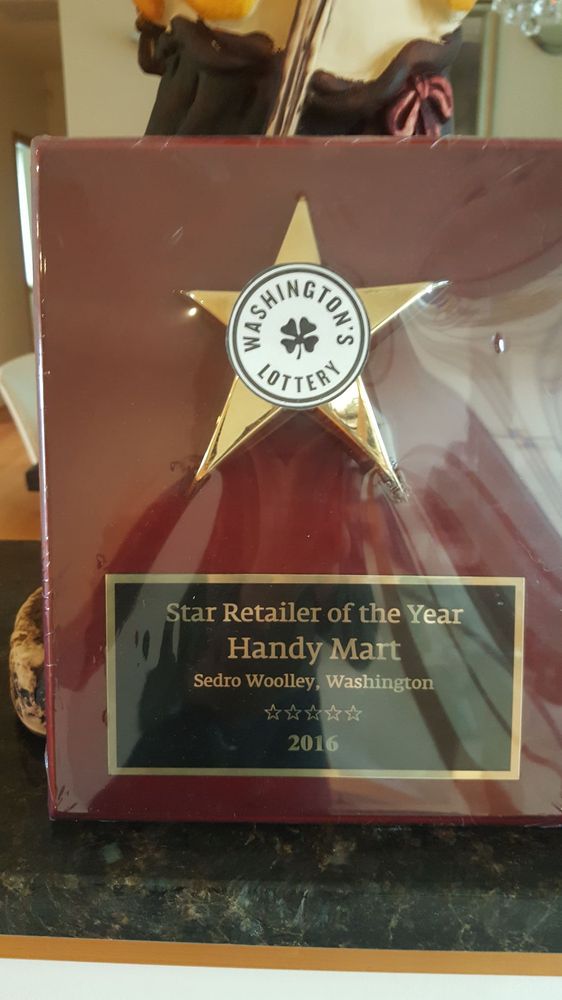 WASHINGTON'S
LOTTERY
Star Retailer of the Year
Handy Mart
Sedro Woolley, Washington
2016